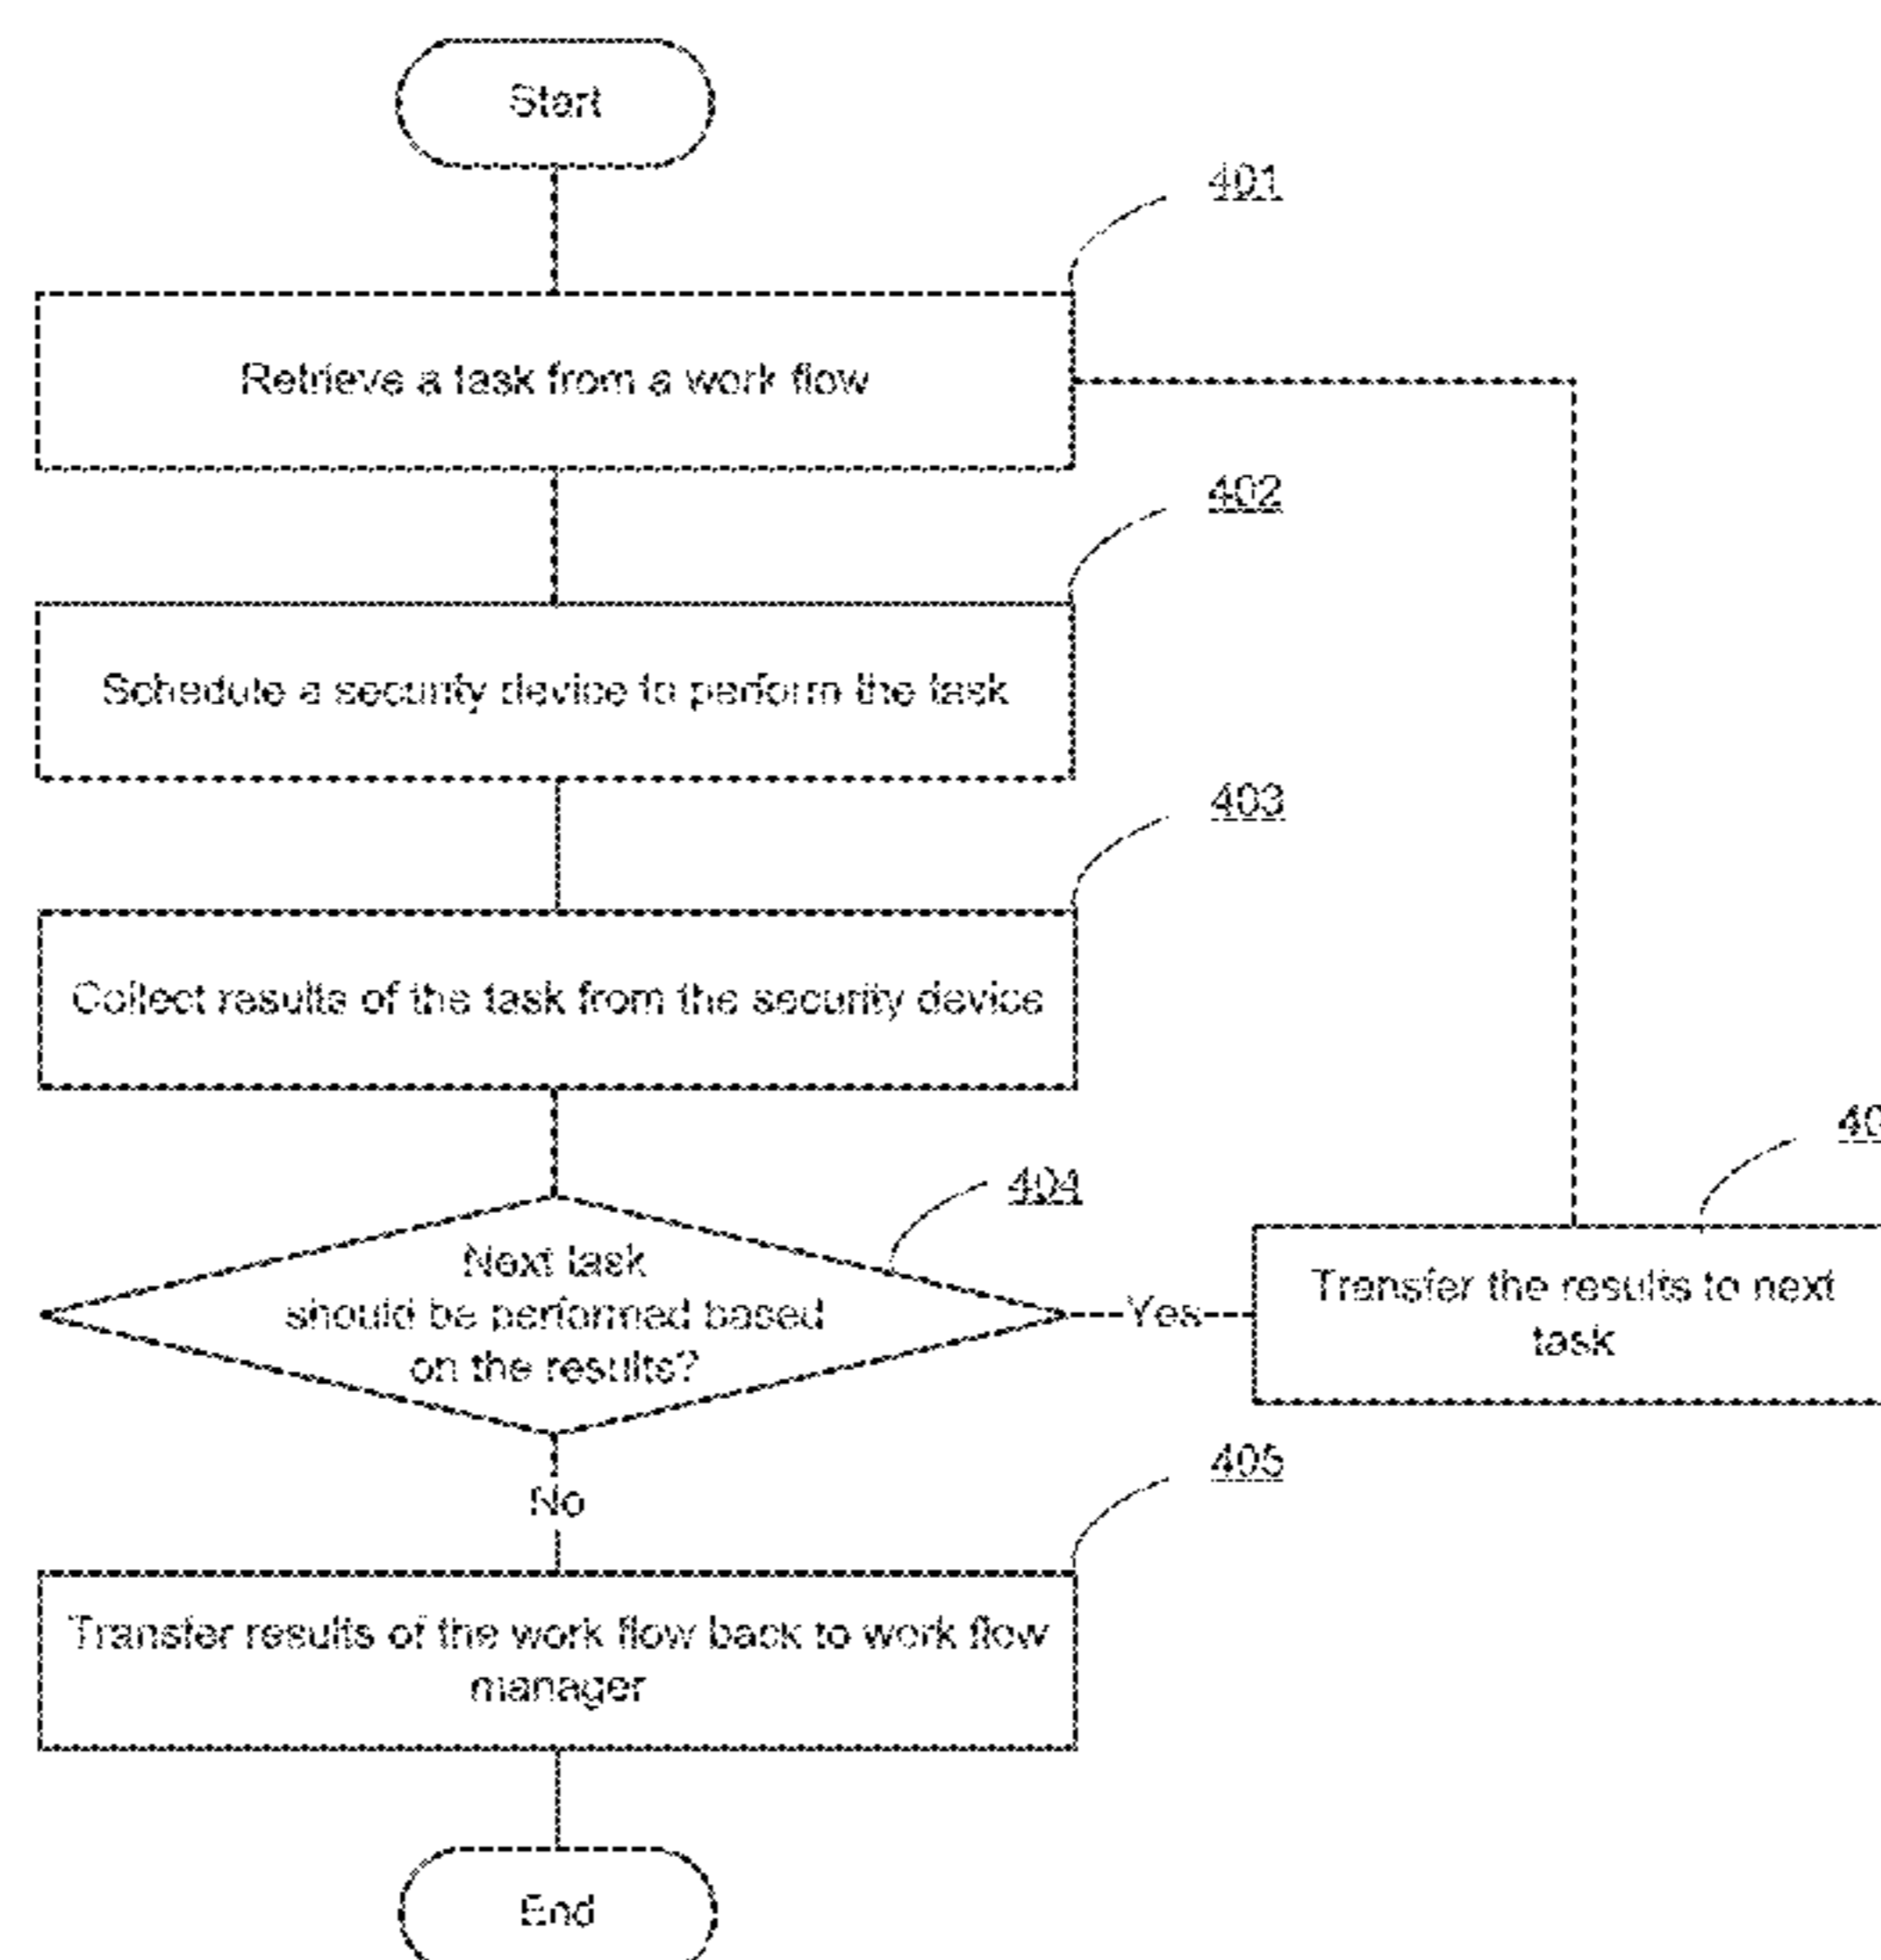 Start
401
Retrieve a task from a work flow
402
Schedule a security device to perform the task
403
Collect results of the task from the security device
40
404
Next task
should be performed based
on the results?
Yes
Transfer the results to next
task
No
405
Transfer results of the work flow back to work flow
manager
End